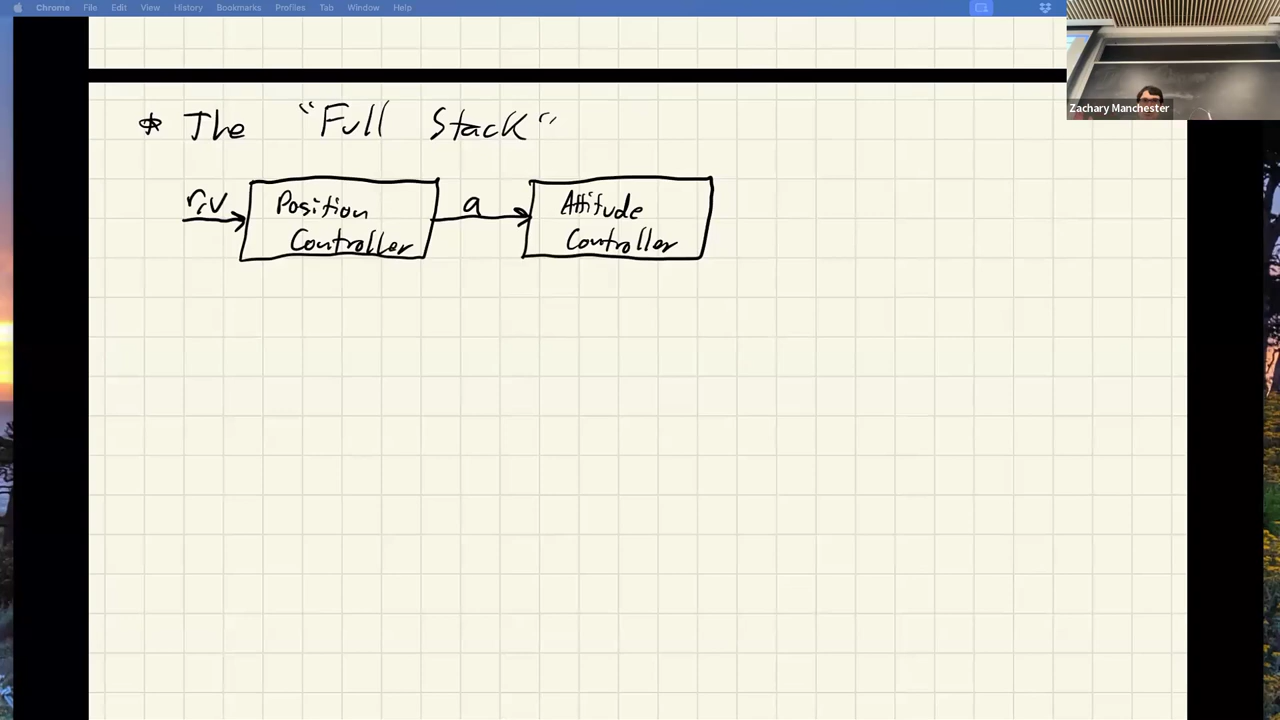 Chrome File Edit View History Bookmarks Profiles Tab Window Help
Zachary Manchester
* The "Full Stack"
r,v
Position
Controller
a
Attitude
Controller